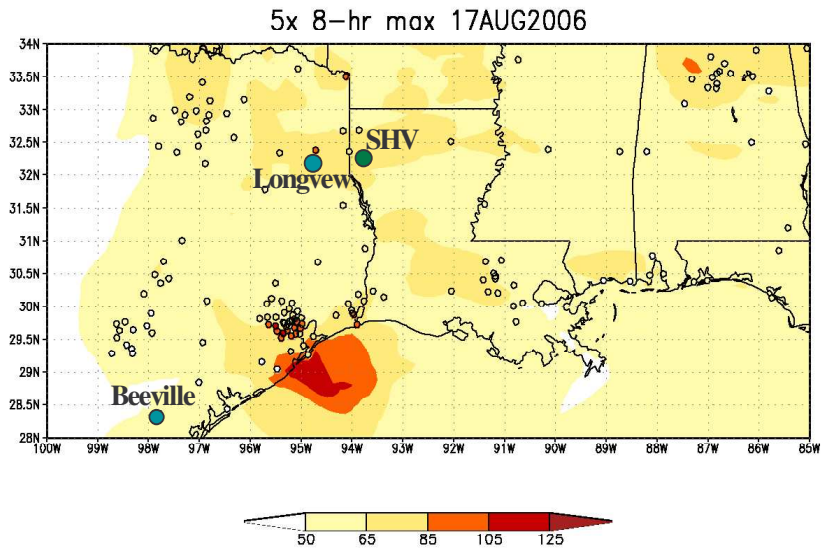 5x 8-hr max 17AUG2006
34N
33.5N
33N
32.5N
SHV
32N
Longvew
31.5N
31N
30.5N
30N
29.5N
29N
Beeville
28.5N
28N
100W 99W 98W 97W 96W 95W 94W 93W 92W 91W 90W 89W 88W 87W 86W 85W
50 65 85 105 125